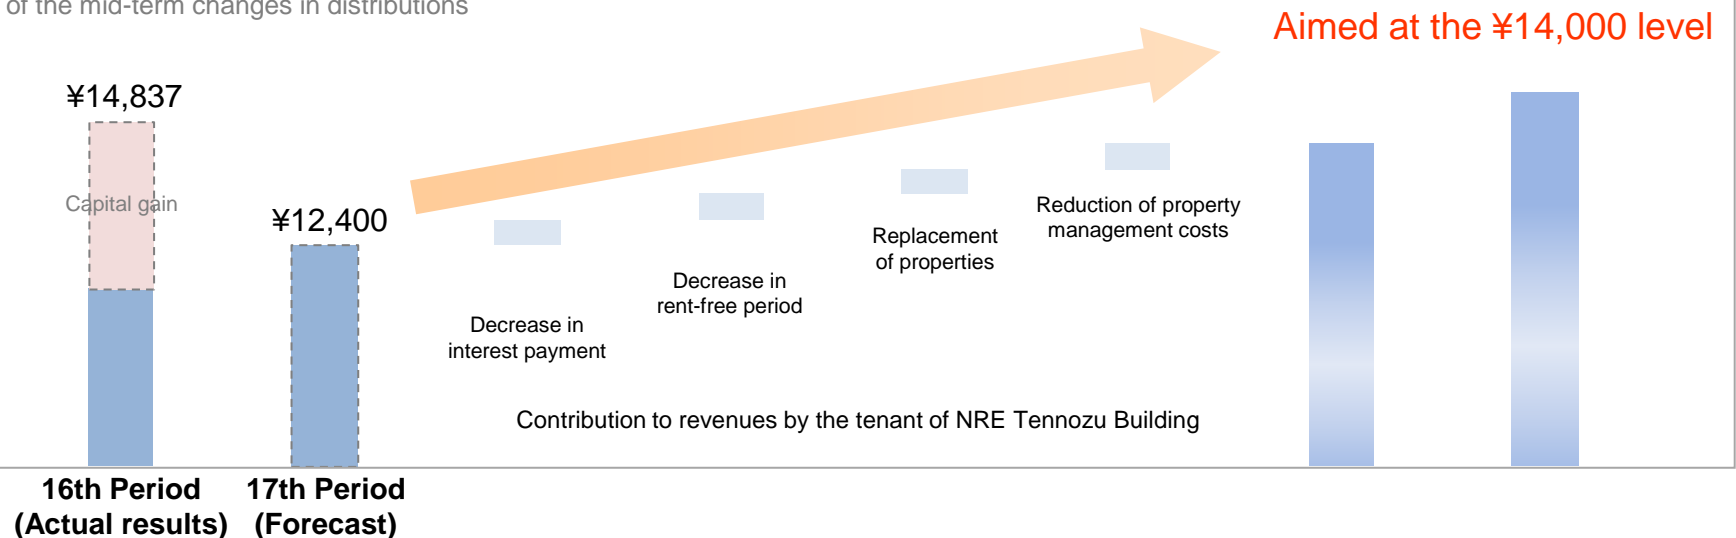 of the mid-term changes in distributions
Aimed at the ¥14,000 level
¥14,837
Capital gain
¥12,400
Decrease in
interest payment
Decrease in
rent-free period
Replacement
of properties
Reduction of property
management costs
Contribution to revenues by the tenant of NRE Tennozu Building
16th Period
(Actual results)
17th Period
(Forecast)